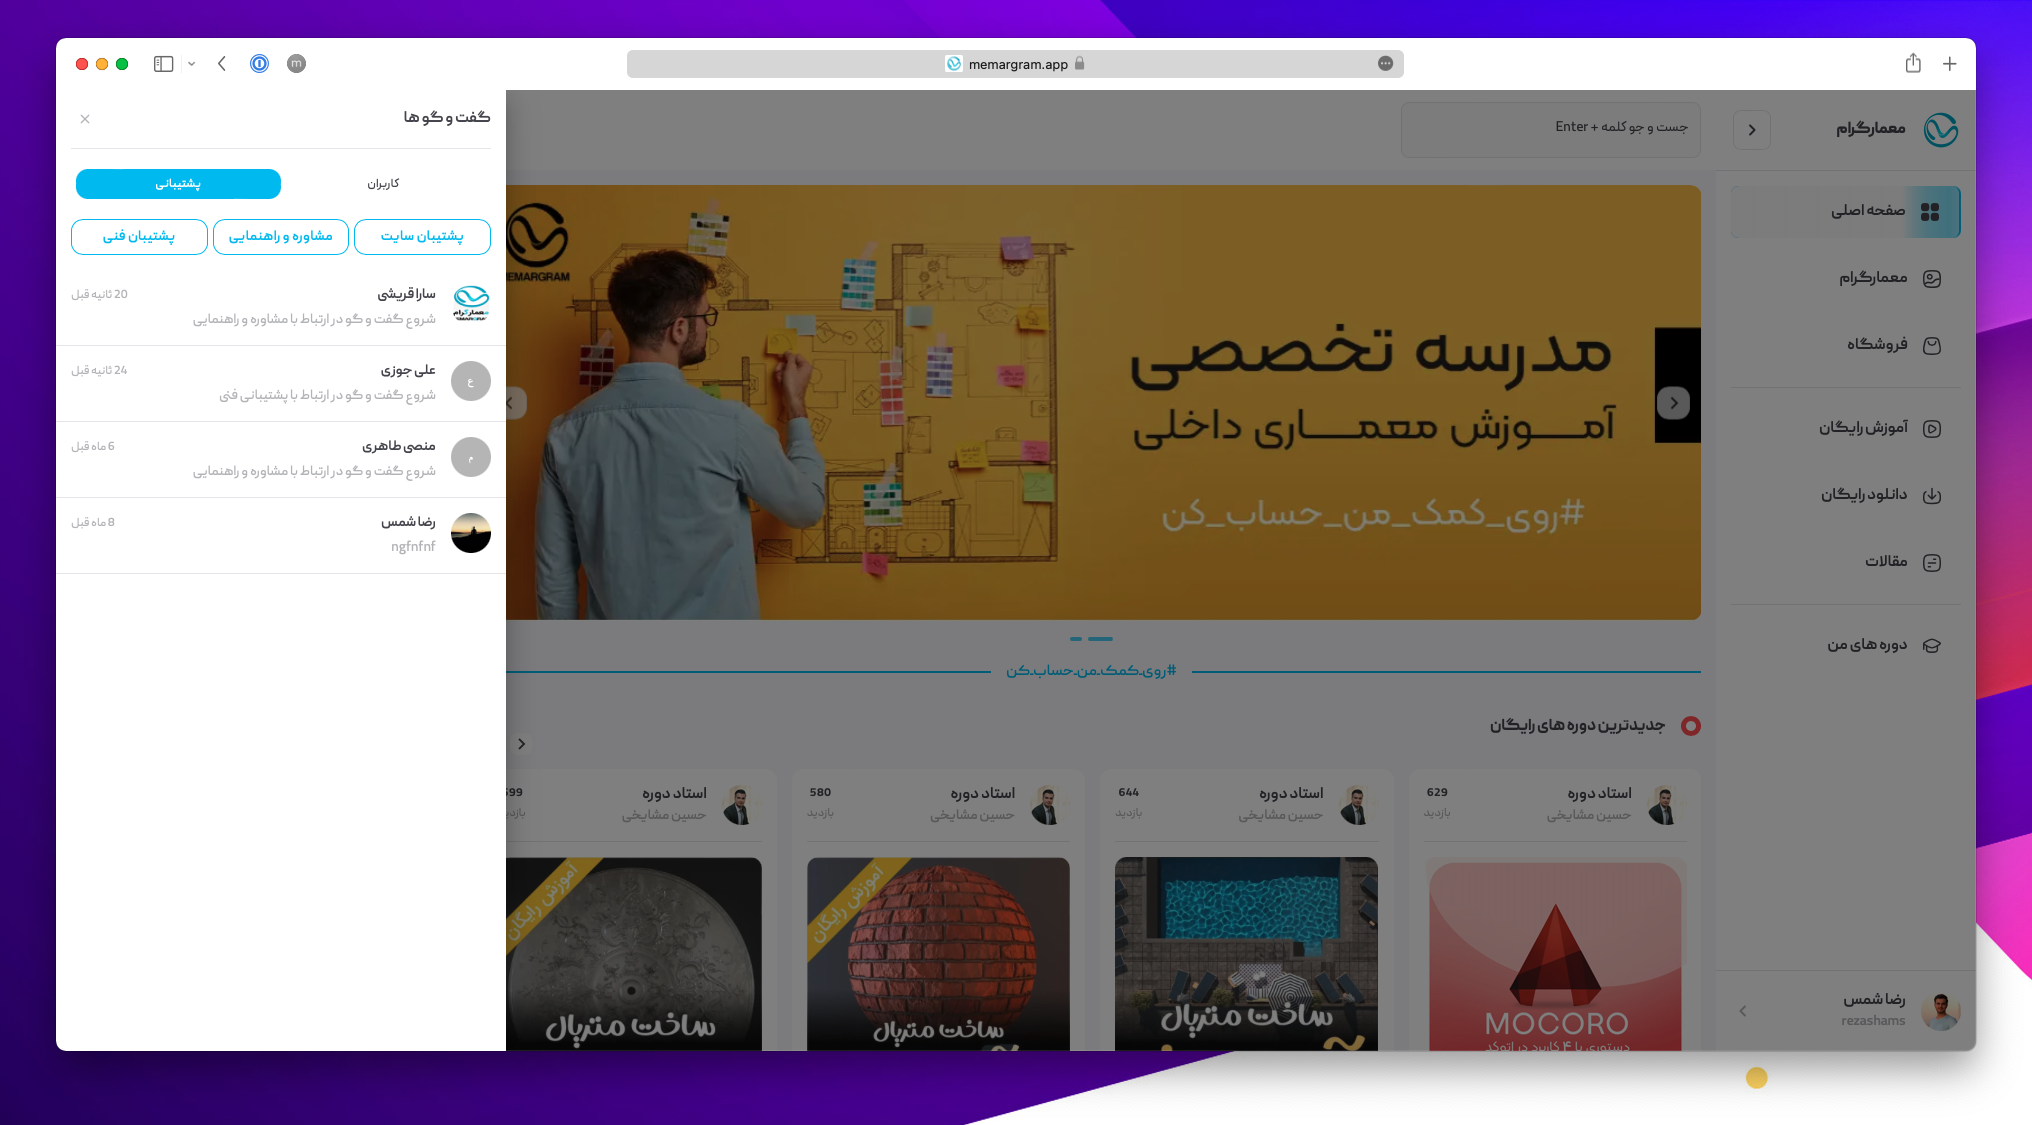 m
memargram.app
گفت و گو ها
کاربران
پشتیبانی
پشتیبان سایت
مشاوره و راهنمایی
پشتیبان فنی
سارا قریشی
20 ثانیه قبل
شروع گفت و گو در ارتباط با مشاوره و راهنمایی
معمارگرام
علی جوزی
24 ثانیه قبل
شروع گفت و گو در ارتباط با پشتیبانی فنی
ع
منصی طاهری
6 ماه قبل
شروع گفت و گو در ارتباط با مشاوره و راهنمایی
م
رضا شمس
8 ماه قبل
ngfnfnf
معمارگرام
جست و جو کلمه + Enter
صفحه اصلی
معمارگرام
فروشگاه
آموزش رایگان
دانلود رایگان
مقالات
دوره های من
رضا شمس
rezashams
MEMARGRAM
مدرسه تخصصی
آموزش معماری داخلی
#روی_کمک_من_حساب_کن
#روی_کمک_من_حساب_کن
جدیدترین دوره های رایگان
استاد دوره
629
حسین مشایخی
بازدید
MOCORO
دستوری با ۴ کاربرد در اتوکد
استاد دوره
644
حسین مشایخی
بازدید
ساخت متریال
استاد دوره
580
حسین مشایخی
بازدید
آموزش رایگان
ساخت متریال
استاد دوره
599
حسین مشایخی
بازدید
آموزش رایگان
ساخت متریال